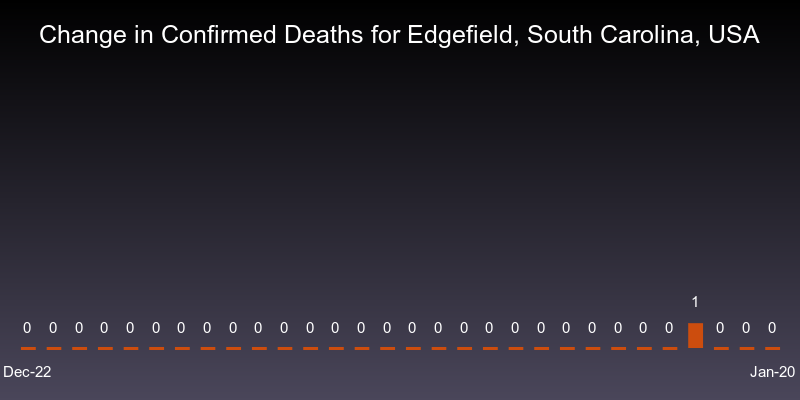 Change in Confirmed Deaths for Edgefield, South Carolina, USA
1
0 0 0 0 0 0 0 0 0 0 0 0 0 0 0 0 0 0 0 0 0 0 0 0 0 0 0 0 0
Dec-22 Jan-20